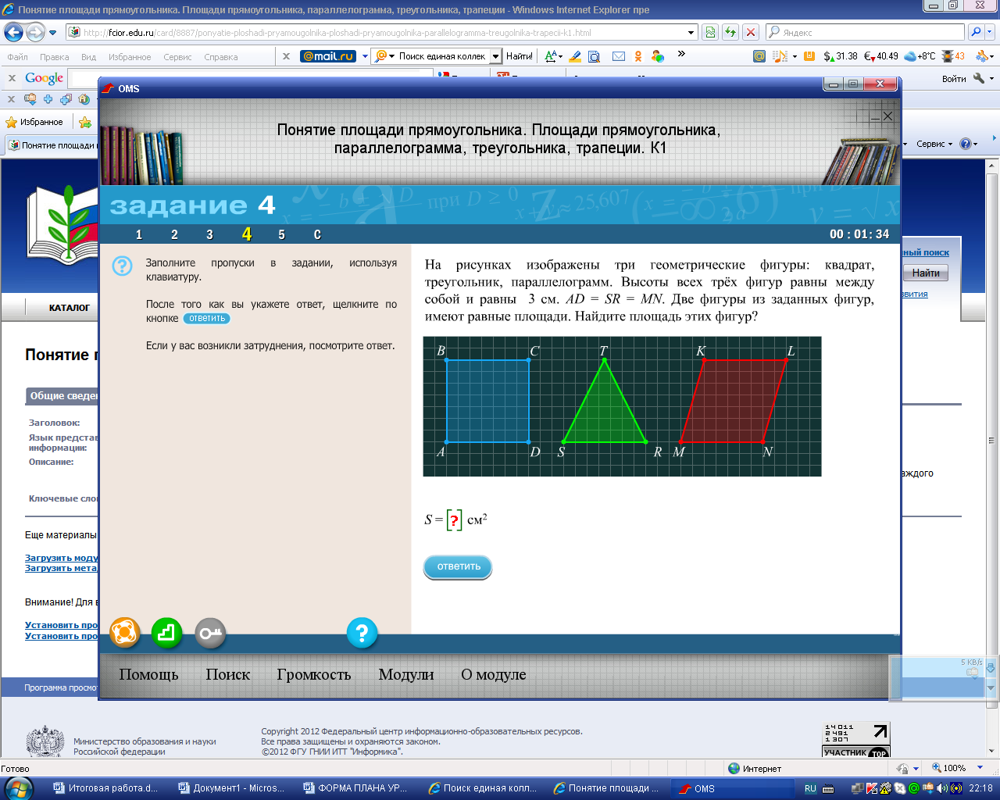 Понятие площади прямоугольника. Площади прямоугольника, параллелограмма, треугольника, трапеции - Windows Internet Explorer пре
http://fcior.edu.ru/card/8887/ponyatie-ploshadi-pryamougolnika-ploshadi-pryamougolnika-parallelogramma-treugolnika-trapecii-k1.html
Яндекс
Файл Правка Вид Избранное Сервис Справка
x @mail.ru Поиск единая коллек Найти! $ 31.38 € 40.49 +8°C 43
x Google
Войти
Избранное
Понятие площади
Сервис
OMS
Понятие площади прямоугольника. Площади прямоугольника,
параллелограмма, треугольника, трапеции. К1
задание 4
1 2 3 4 5 С 00 : 01 : 34
Заполните пропуски в задании, используя
клавиатуру.
После того как вы укажете ответ, щелкните по
кнопке ответить
Если у вас возникли затруднения, посмотрите ответ.
На рисунках изображены три геометрические фигуры: квадрат,
треугольник, параллелограмм. Высоты всех трёх фигур равны между
собой и равны 3 см. AD = SR = MN. Две фигуры из заданных фигур,
имеют равные площади. Найдите площадь этих фигур?
B C T K L
A D S R M N
S = [?] см²
ответить
Помощь Поиск Громкость Модули О модуле
КАТАЛОГ
ный поиск
Найти
звития
Понятие
Общие сведе
Заголовок:
Язык представ
информации:
Описание:
каждого
Ключевые сло
Еще материалы
Загрузить моду
Загрузить мета
Внимание! Для в
Установить про
Установить про
Программа просмот
5 KB/s
Министерство образования и науки
Российской федерации
Copyright 2012 Федеральный центр информационно-образовательных ресурсов.
Все права защищены и охраняются законом.
©2012 ФГУ ГНИИ ИТТ "Информика".
14011
2491
1307
УЧАСТНИК TOP
Готово
Интернет
100%
Итоговая работа.d...
Документ1 - Micros...
ФОРМА ПЛАНА УР...
Поиск единая колл...
Понятие площади ...
OMS
RU
22:18